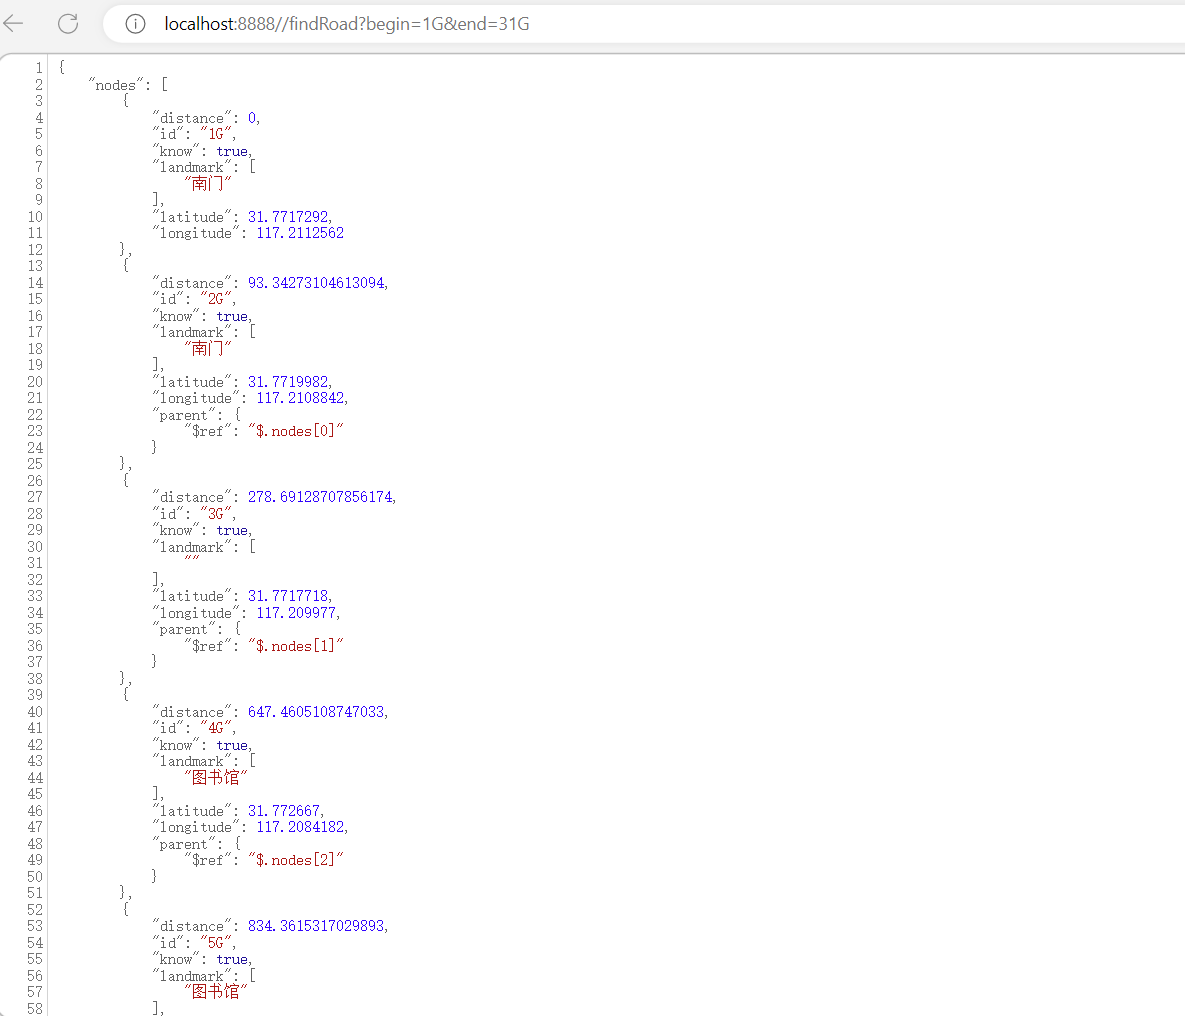 localhost:8888//findRoad?begin=1G&end=31G
1 {
2 "nodes": [
3 {
4 "distance": 0,
5 "id": "1G",
6 "know": true,
7 "landmark": [
8 "南门"
9 ],
10 "latitude": 31.7717292,
11 "longitude": 117.2112562
12 },
13 {
14 "distance": 93.34273104613094,
15 "id": "2G",
16 "know": true,
17 "landmark": [
18 "南门"
19 ],
20 "latitude": 31.7719982,
21 "longitude": 117.2108842,
22 "parent": {
23 "$ref": "$.nodes[0]"
24 }
25 },
26 {
27 "distance": 278.69128707856174,
28 "id": "3G",
29 "know": true,
30 "landmark": [
31 ""
32 ],
33 "latitude": 31.7717718,
34 "longitude": 117.209977,
35 "parent": {
36 "$ref": "$.nodes[1]"
37 }
38 },
39 {
40 "distance": 647.4605108747033,
41 "id": "4G",
42 "know": true,
43 "landmark": [
44 "图书馆"
45 ],
46 "latitude": 31.772667,
47 "longitude": 117.2084182,
48 "parent": {
49 "$ref": "$.nodes[2]"
50 }
51 },
52 {
53 "distance": 834.3615317029893,
54 "id": "5G",
55 "know": true,
56 "landmark": [
57 "图书馆"
58 ],